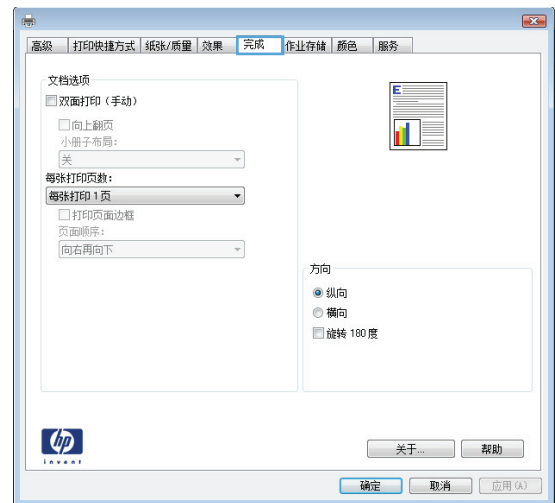 高级 打印快捷方式 纸张/质量 效果 完成 作业存储 颜色 服务
文档选项
双面打印（手动）
向上翻页
小册子布局:
关
每张打印页数:
每张打印 1 页
打印页面边框
页面顺序:
向右再向下
E
方向
纵向
横向
旋转 180 度
hp
invent
关于... 帮助
确定 取消 应用(A)